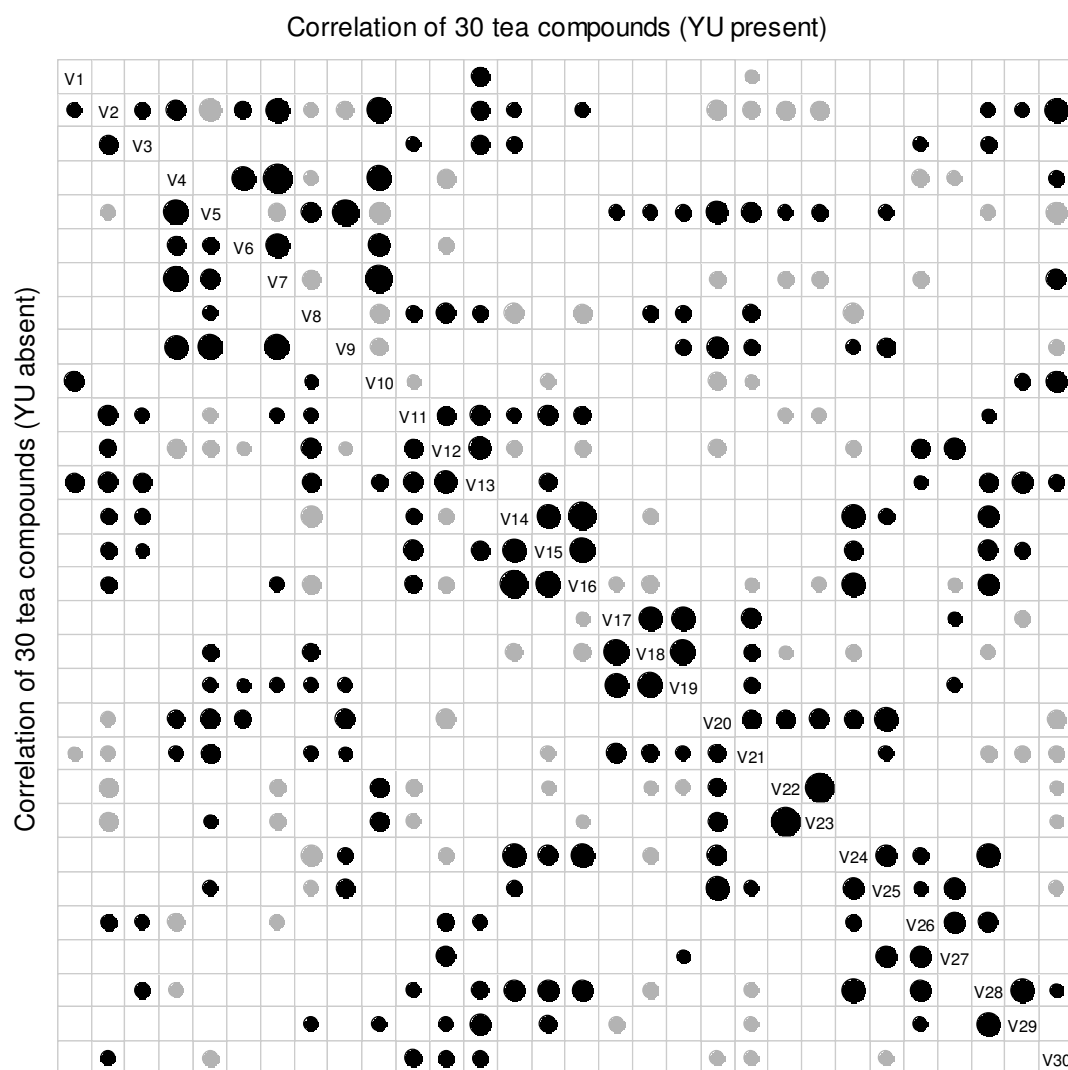 Correlation of 30 tea compounds (YU present)
Correlation of 30 tea compounds (YU absent)
V1
V2
V3
V4
V5
V6
V7
V8
V9
V10
V11
V12
V13
V14
V15
V16
V17
V18
V19
V20
V21
V22
V23
V24
V25
V26
V27
V28
V29
V30